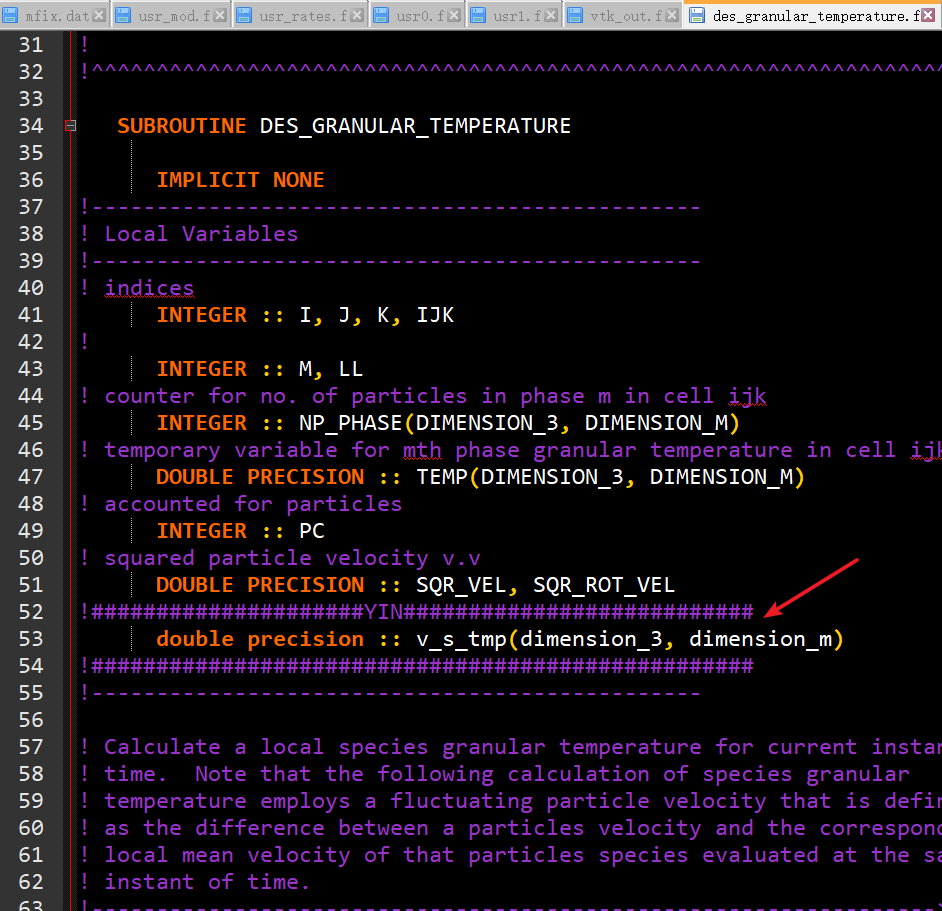 mfix.dat usr_mod.f usr_rates.f usr0.f usr1.f vtk_out.f des_granular_temperature.f
31 !
32 !^^^^^^^^^^^^^^^^^^^^^^^^^^^^^^^^^^^^^^^^^^^^^^^^^^^^^^^^^^^^^^^^^^
33
34 SUBROUTINE DES_GRANULAR_TEMPERATURE
35
36 IMPLICIT NONE
37 !-----------------------------------------------
38 ! Local Variables
39 !-----------------------------------------------
40 ! indices
41 INTEGER :: I, J, K, IJK
42 !
43 INTEGER :: M, LL
44 ! counter for no. of particles in phase m in cell ijk
45 INTEGER :: NP_PHASE(DIMENSION_3, DIMENSION_M)
46 ! temporary variable for mth phase granular temperature in cell ijk
47 DOUBLE PRECISION :: TEMP(DIMENSION_3, DIMENSION_M)
48 ! accounted for particles
49 INTEGER :: PC
50 ! squared particle velocity v.v
51 DOUBLE PRECISION :: SQR_VEL, SQR_ROT_VEL
52 !#####################YIN###########################
53 double precision :: v_s_tmp(dimension_3, dimension_m)
54 !###################################################
55 !-----------------------------------------------
56
57 ! Calculate a local species granular temperature for current instan
58 ! time.  Note that the following calculation of species granular
59 ! temperature employs a fluctuating particle velocity that is defin
60 ! as the difference between a particles velocity and the correspond
61 ! local mean velocity of that particles species evaluated at the sa
62 ! instant of time.
63 !-----------------------------------------------------------------